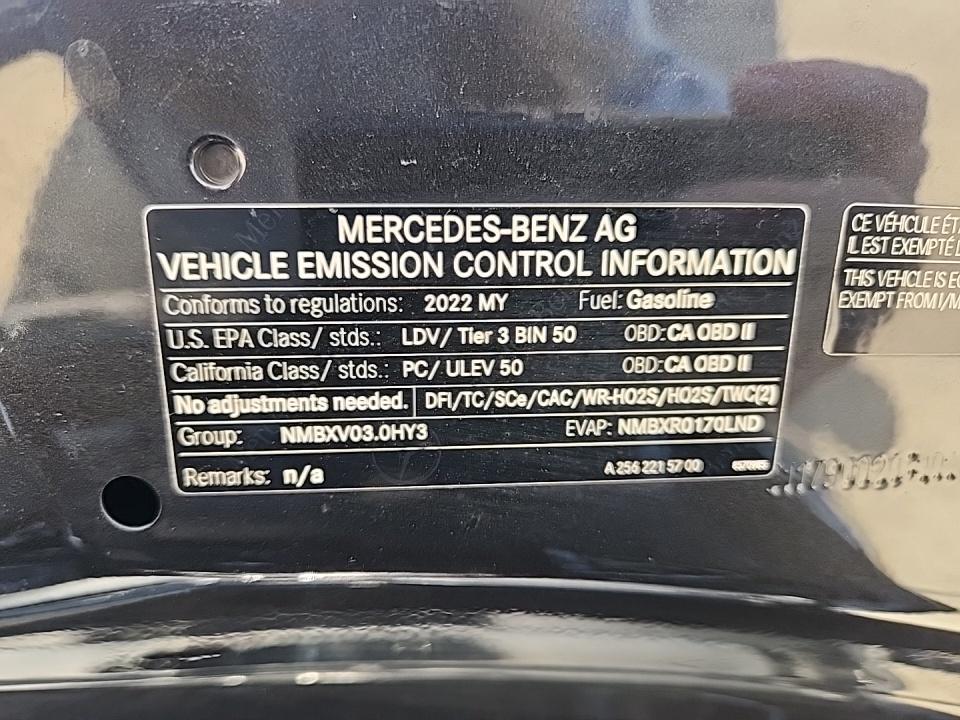 MERCEDES-BENZ AG
VEHICLE EMISSION CONTROL INFORMATION
Conforms to regulations: 2022 MY Fuel: Gasoline
U.S. EPA Class/ stds.: LDV/ Tier 3 BIN 50 OBD: CA OBD II
California Class/ stds.: PC/ ULEV 50 OBD: CA OBD II
No adjustments needed. DFI/TC/SCe/CAC/WR-HO2S/HO2S/TWC(2)
Group: NMBXV03.0HY3 EVAP: NMBXR0170LND
Remarks: n/a A 256 221 57 00
CE VÉHICULE
IL EST EXEMPTÉ
THIS VEHICLE IS
EXEMPT FROM I/M